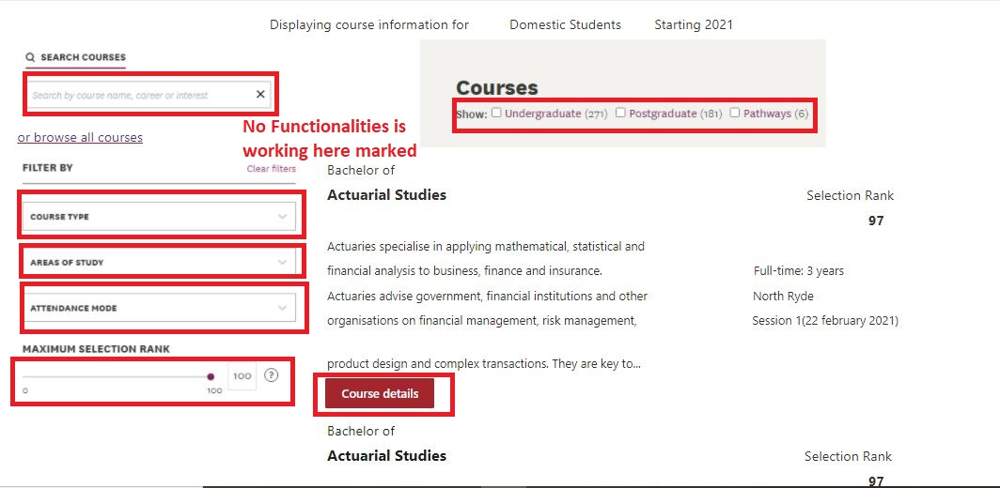 Displaying course information for Domestic Students Starting 2021
SEARCH COURSES
Search by course name, career or interest
or browse all courses
No Functionalities is
working here marked
FILTER BY
Clear filters
COURSE TYPE
AREAS OF STUDY
ATTENDANCE MODE
MAXIMUM SELECTION RANK
100 ?
0 100
Courses
Show: Undergraduate (271) Postgraduate (181) Pathways (6)
Bachelor of
Actuarial Studies
Selection Rank
97
Actuaries specialise in applying mathematical, statistical and
financial analysis to business, finance and insurance.
Actuaries advise government, financial institutions and other
organisations on financial management, risk management,
product design and complex transactions. They are key to...
Full-time: 3 years
North Ryde
Session 1(22 february 2021)
Course details
Bachelor of
Actuarial Studies
Selection Rank
97